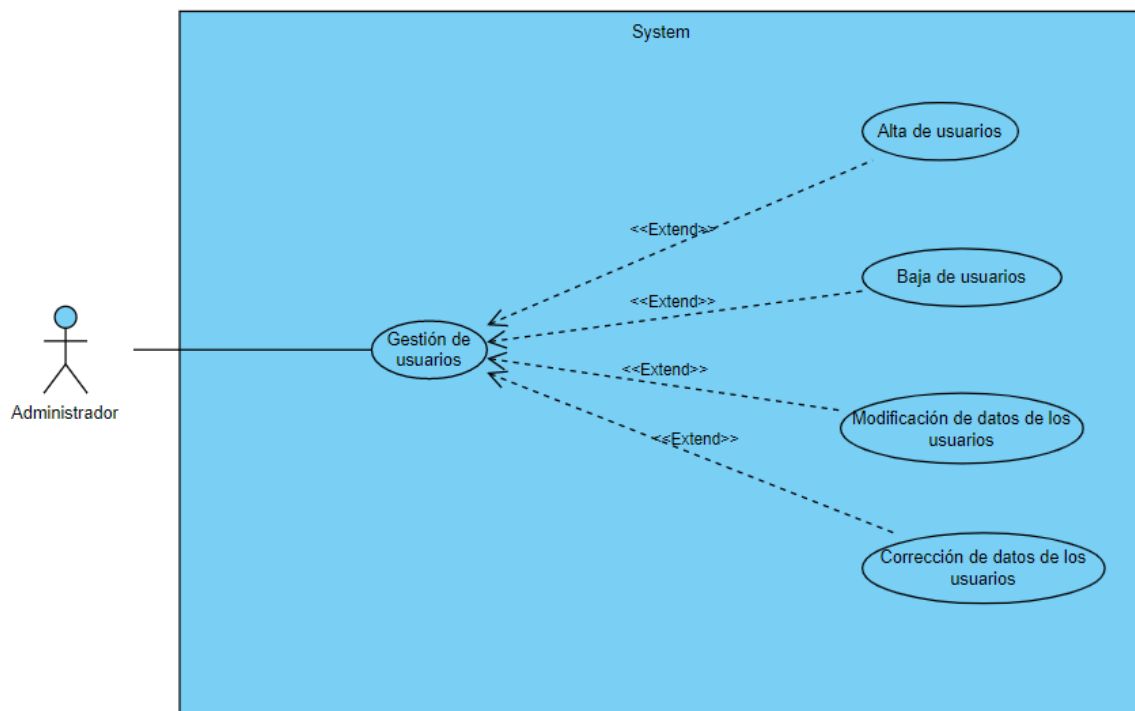 System
Alta de usuarios
<<Extend>>
Baja de usuarios
<<Extend>>
Gestión de
usuarios
<<Extend>>
Administrador
Modificación de datos de los
usuarios
<<Extend>>
Corrección de datos de los
usuarios